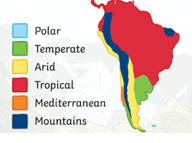 Polar
Temperate
Arid
Tropical
Mediterranean
Mountains